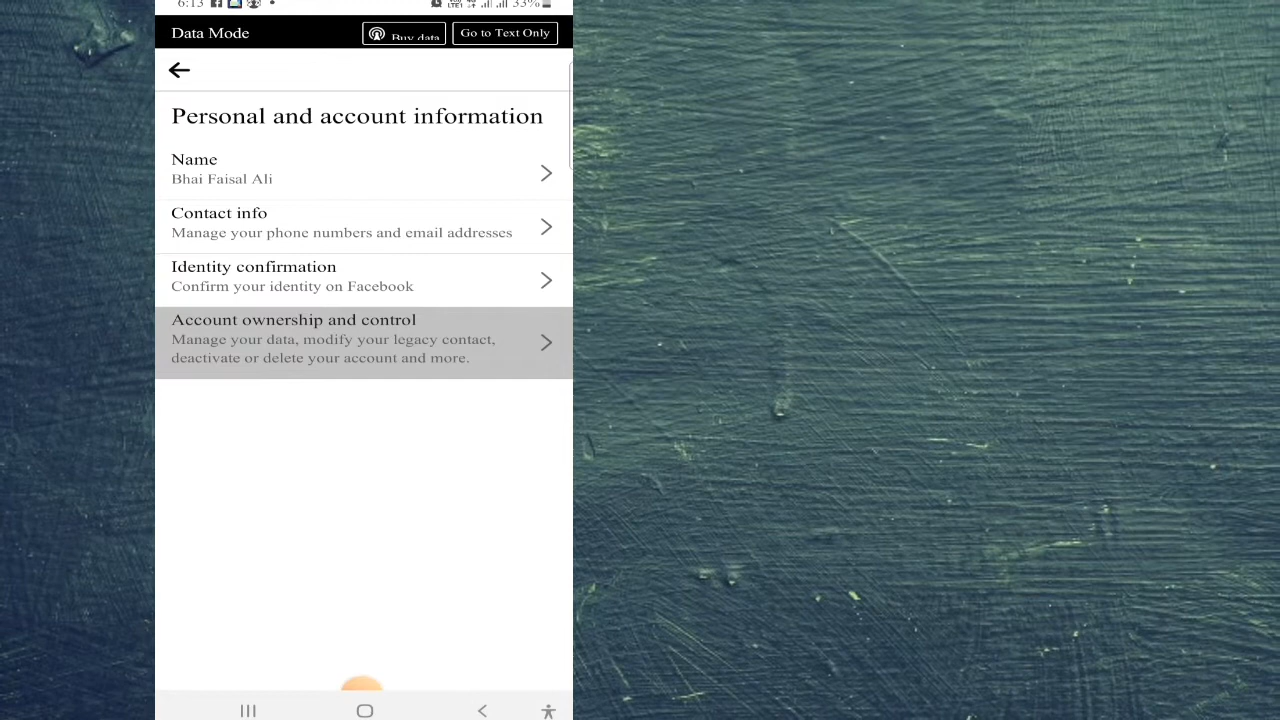 6:13 33%
Data Mode Buy data Go to Text Only
Personal and account information
Name
Bhai Faisal Ali
Contact info
Manage your phone numbers and email addresses
Identity confirmation
Confirm your identity on Facebook
Account ownership and control
Manage your data, modify your legacy contact,
deactivate or delete your account and more.